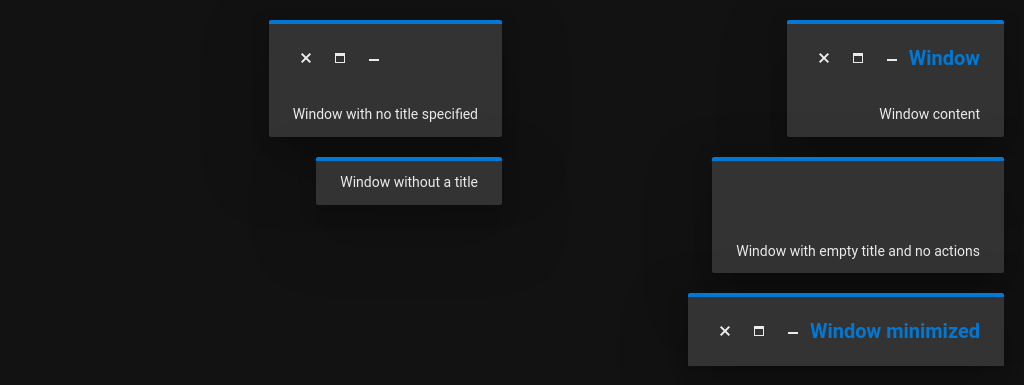 Window
Window content
Window with no title specified
Window with empty title and no actions
Window without a title
Window minimized